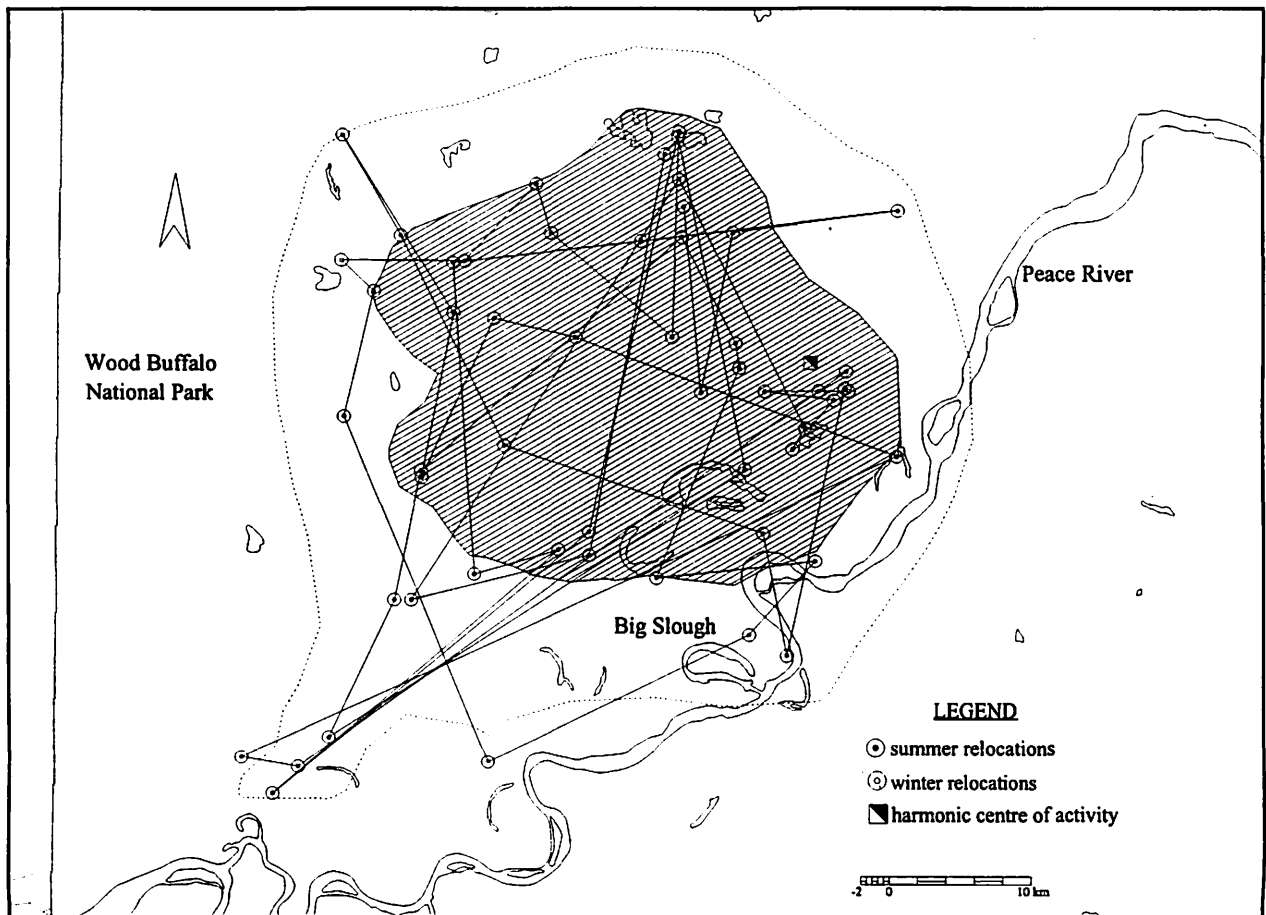 Peace River
Wood Buffalo
National Park
Big Slough
LEGEND
summer relocations
winter relocations
harmonic centre of activity
-2 0 10 km